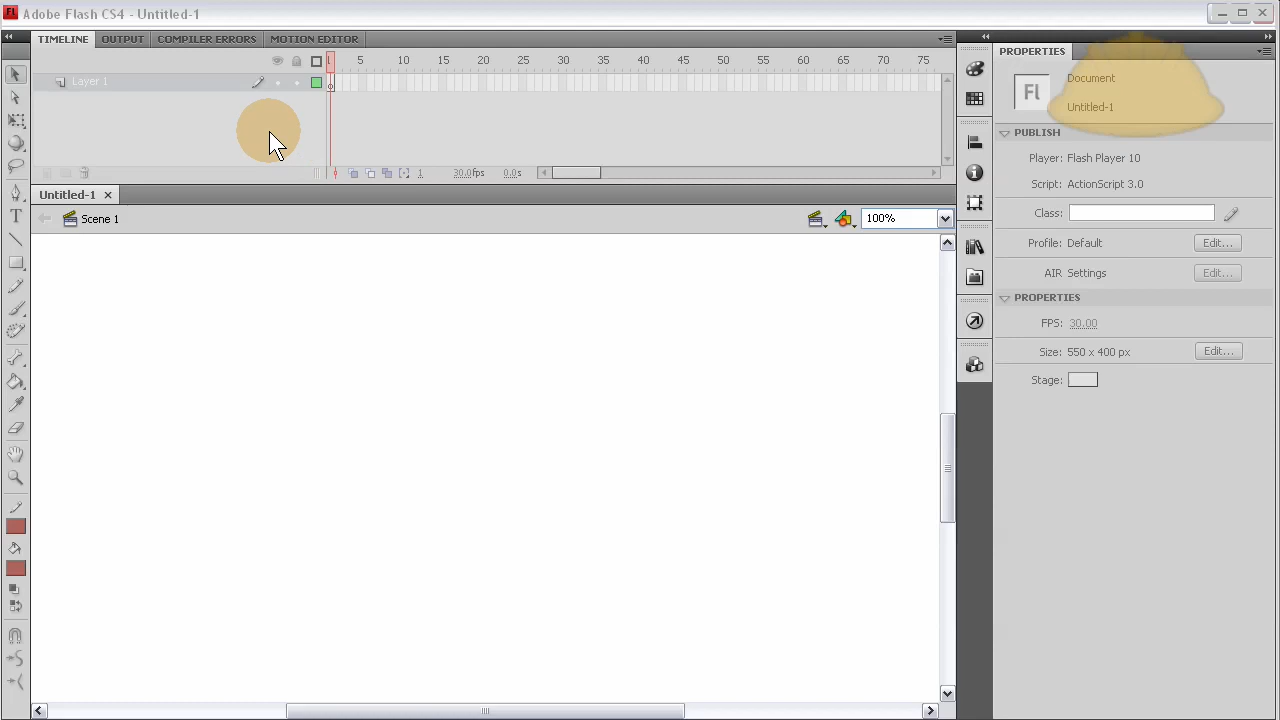 Adobe Flash CS4 - Untitled-1
TIMELINE OUTPUT COMPILER ERRORS MOTION EDITOR
1 5 10 15 20 25 30 35 40 45 50 55 60 65 70 75
Layer 1
1 30.0fps 0.0s
Untitled-1
Scene 1
100%
PROPERTIES
Fl
Document
Untitled-1
PUBLISH
Player: Flash Player 10
Script: ActionScript 3.0
Class:
Profile: Default Edit...
AIR Settings Edit...
PROPERTIES
FPS: 30.00
Size: 550 x 400 px Edit...
Stage: